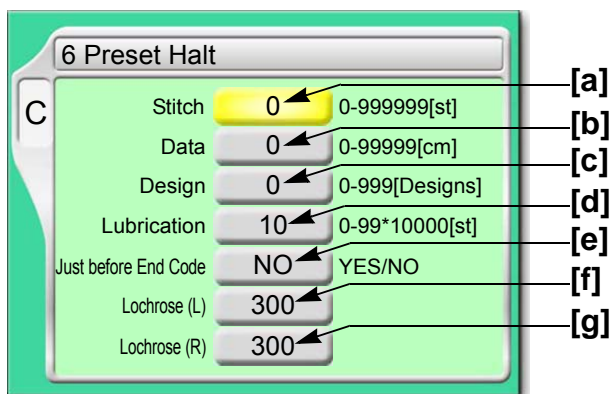 6 Preset Halt
C
Stitch 0 0-999999[st] [a]
Data 0 0-99999[cm] [b]
Design 0 0-999[Designs] [c]
Lubrication 10 0-99*10000[st] [d]
Just before End Code NO YES/NO [e]
Lochrose (L) 300 [f]
Lochrose (R) 300 [g]